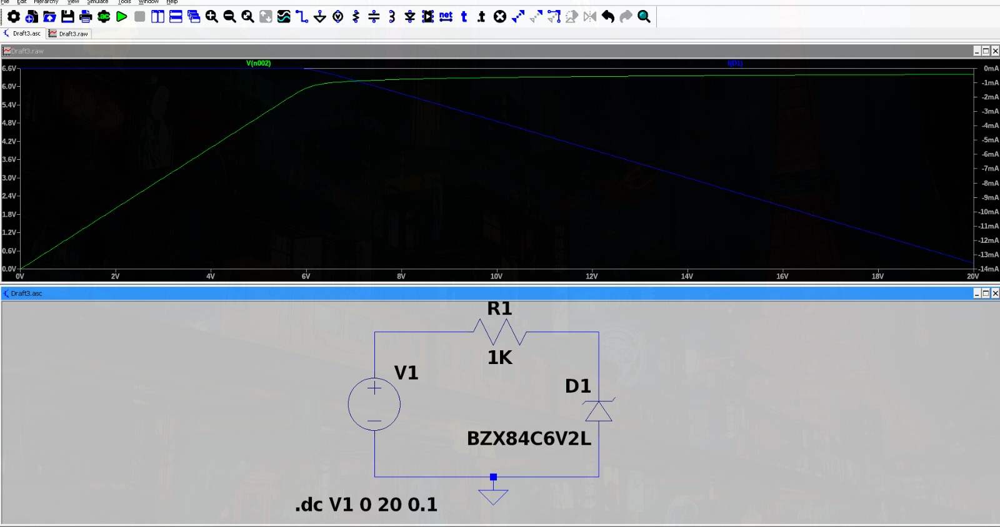 File Edit Hierarchy View Simulate Tools Window Help
ac net t .t
Draft3.asc Draft3.raw
Draft3.raw
V(n002) I(D1)
6.6V 0mA
6.0V -1mA
5.4V -2mA
4.8V -3mA
4.2V -4mA
3.6V -5mA
3.0V -6mA
2.4V -7mA
1.8V -8mA
1.2V -9mA
0.6V -10mA
0.0V -11mA
-12mA
-13mA
-14mA
0V 2V 4V 6V 8V 10V 12V 14V 16V 18V 20V
Draft3.asc
R1
1K
V1
D1
BZX84C6V2L
.dc V1 0 20 0.1